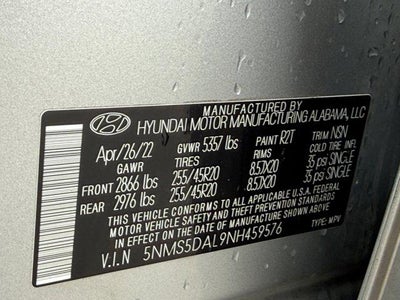 MANUFACTURED BY
HYUNDAI MOTOR MANUFACTURING ALABAMA, LLC
Apr/26/22 GVWR 5357 lbs PAINT R2T TRIM NSN
GAWR TIRES RIMS COLD TIRE INFL.
FRONT 2866 lbs 255/45R20 8.5JX20 35 PSI SINGLE
REAR 2976 lbs 255/45R20 8.5JX20 35 PSI SINGLE
THIS VEHICLE CONFORMS TO ALL APPLICABLE U.S.A. FEDERAL
MOTOR VEHICLE SAFETY AND BUMPER STANDARDS
IN EFFECT ON THE DATE OF MANUFACTURE SHOWN ABOVE.
V.I.N 5NMS5DAL9NH459576 TYPE: MPV